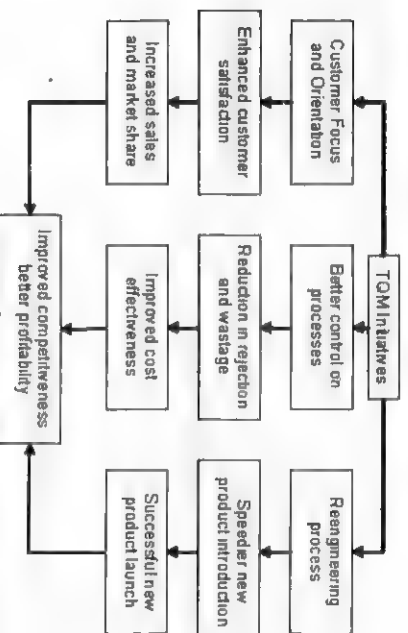 TQM Initiatives
Customer Focus
and Orientation
Better control on
processes
Reangineering
process
Enhanced customer
satisfaction
Reduction in rejection
and wastage
Speedier new
product introduction
Increased sales
and market share
Improved cost
effectiveness
Successful new
product launch
Improved competitiveness
better profitability